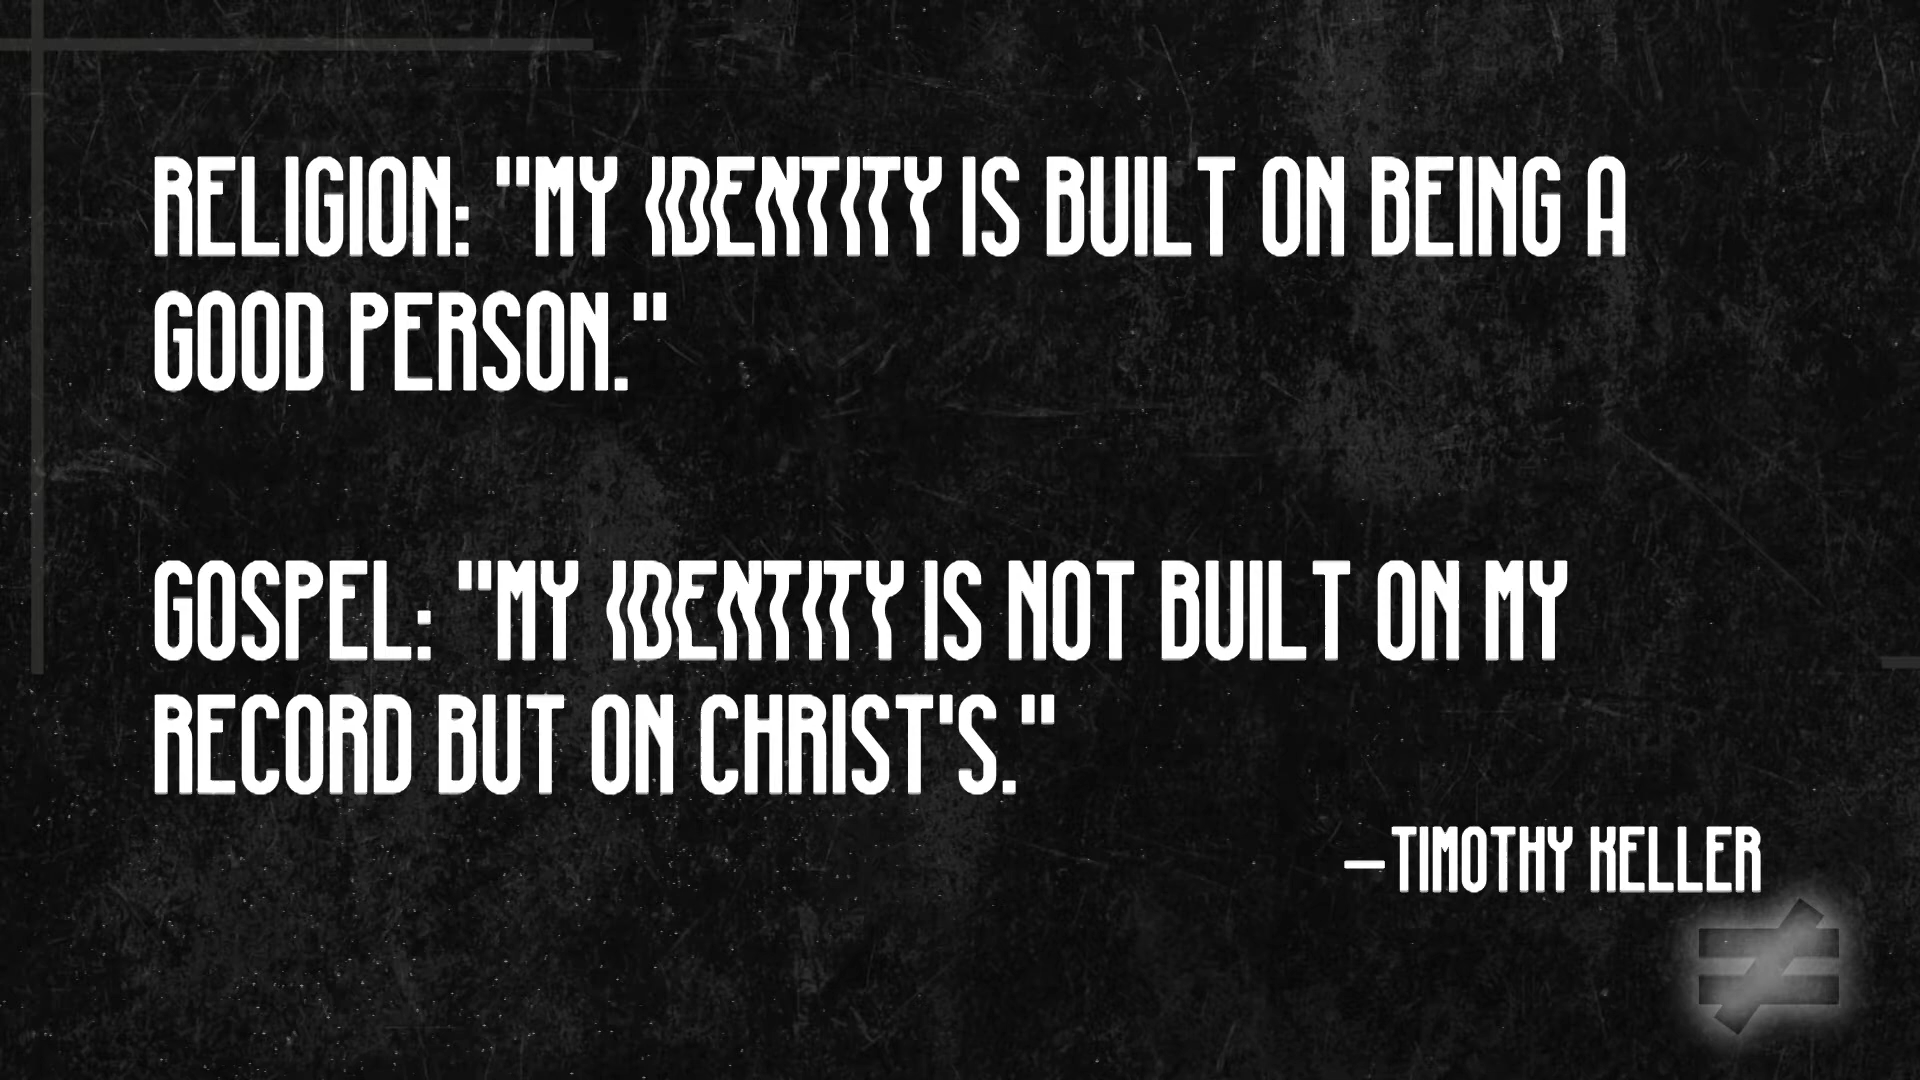 RELIGION: "MY IDENTITY IS BUILT ON BEING A
GOOD PERSON."
GOSPEL: "MY IDENTITY IS NOT BUILT ON MY
RECORD BUT ON CHRIST'S."
–TIMOTHY KELLER